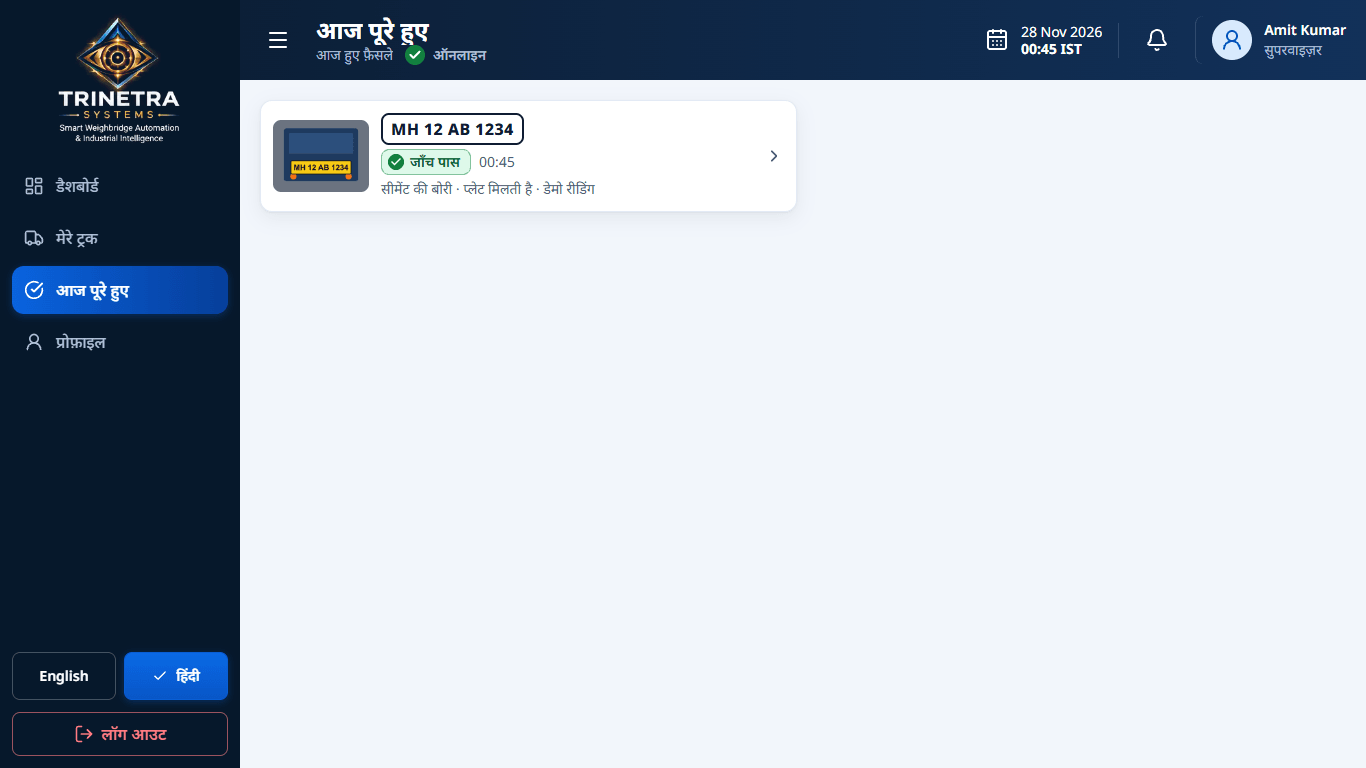 TRINETRA
SYSTEMS
Smart Weighbridge Automation
& Industrial Intelligence
डैशबोर्ड
मेरे ट्रक
आज पूरे हुए
प्रोफ़ाइल
English
हिंदी
लॉग आउट
आज पूरे हुए
आज हुए फ़ैसले ऑनलाइन
28 Nov 2026
00:45 IST
Amit Kumar
सुपरवाइज़र
MH 12 AB 1234
MH 12 AB 1234
जाँच पास 00:45
सीमेंट की बोरी · प्लेट मिलती है · डेमो रीडिंग